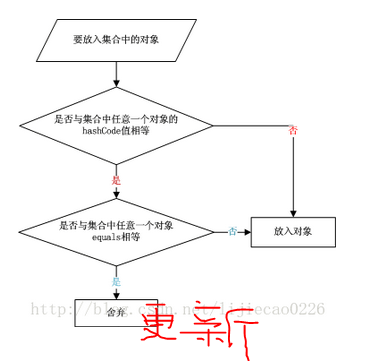 要放入集合中的对象
是否与集合中任意一个对象的
hashCode值相等
否
是
是否与集合中任意一个对象
equals相等
否
放入对象
是
舍弃
更新
http://blog.csdn.net/lijiecao0226